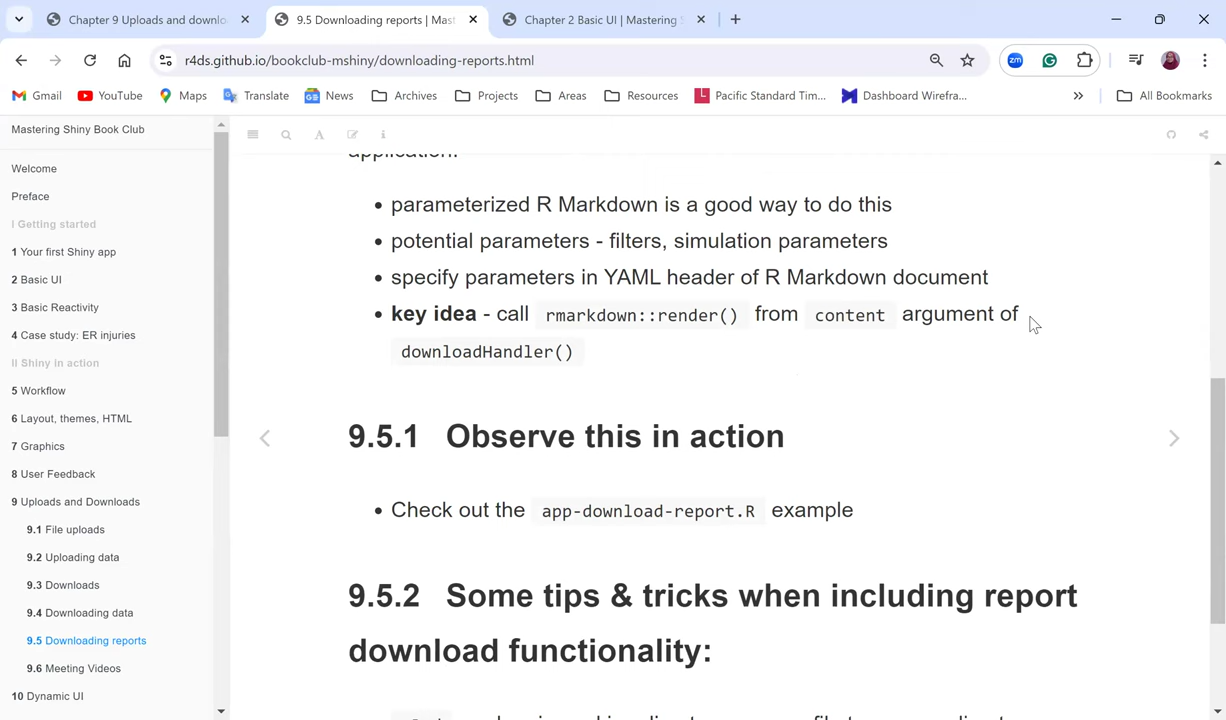 Chapter 9 Uploads and downlo
9.5 Downloading reports | Mast
Chapter 2 Basic UI | Mastering S
r4ds.github.io/bookclub-mshiny/downloading-reports.html
zm
Gmail
YouTube
Maps
Translate
News
Archives
Projects
Areas
Resources
Pacific Standard Tim...
Dashboard Wirefra...
All Bookmarks
Mastering Shiny Book Club
Welcome
Preface
I Getting started
1 Your first Shiny app
2 Basic UI
3 Basic Reactivity
4 Case study: ER injuries
II Shiny in action
5 Workflow
6 Layout, themes, HTML
7 Graphics
8 User Feedback
9 Uploads and Downloads
9.1 File uploads
9.2 Uploading data
9.3 Downloads
9.4 Downloading data
9.5 Downloading reports
9.6 Meeting Videos
10 Dynamic UI
application:
• parameterized R Markdown is a good way to do this
• potential parameters - filters, simulation parameters
• specify parameters in YAML header of R Markdown document
• key idea - call rmarkdown::render() from content argument of
downloadHandler()
9.5.1 Observe this in action
• Check out the app-download-report.R example
9.5.2 Some tips & tricks when including report
download functionality: